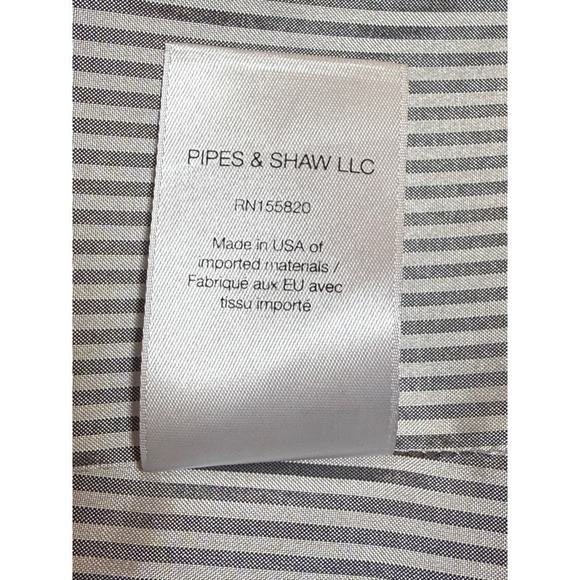 PIPES & SHAW LLC
RN155820
Made in USA of
imported materials /
Fabrique aux EU avec
tissu importé